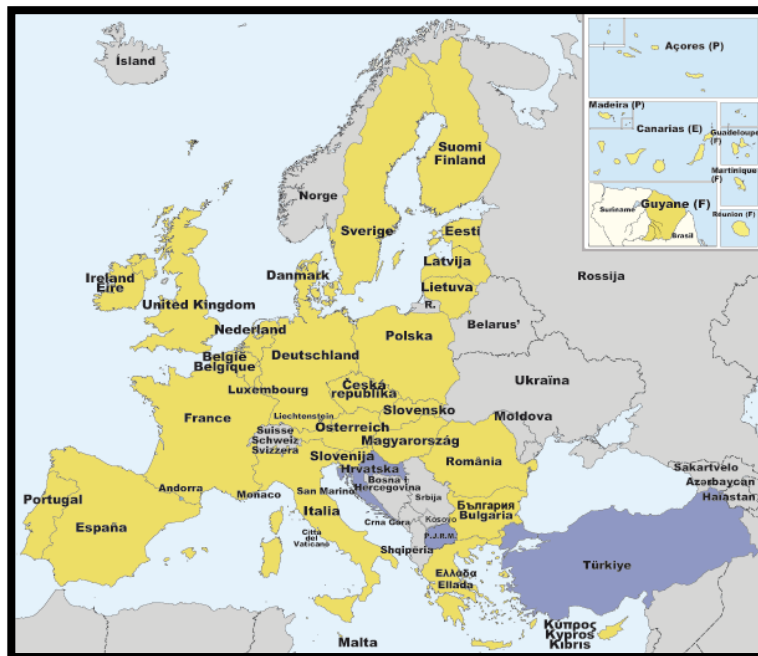 Ísland
Açores (P)
Madeira (P)
Canarias (E)
Guadeloupe
(F)
Martinique
(F)
Guyane (F)
Suriname
Brasil
Réunion (F)
Suomi
Finland
Norge
Sverige
Eesti
Latvija
Lietuva
R.
Danmark
Rossija
Ireland
Éire
United Kingdom
Nederland
België
Belgique
Deutschland
Polska
Belarus'
Luxembourg
Česká
republika
Ukraïna
Slovensko
Moldova
France
Liechtenstein
Österreich
Suisse
Schweiz
Svizzera
Magyarország
Slovenija
România
Hrvatska
Bosna i
Hercegovina
Srbija
Sakartvelo
Azərbaycan
Haiastan
Andorra
Monaco
San Marino
Portugal
España
Italia
Città
del
Vaticano
Crna Gora
Kosovo
България
Bulgaria
P.J.R.M.
Shqipëria
Türkiye
Ελλάδα
Ellada
Malta
Κύπρος
Kypros
Kıbrıs